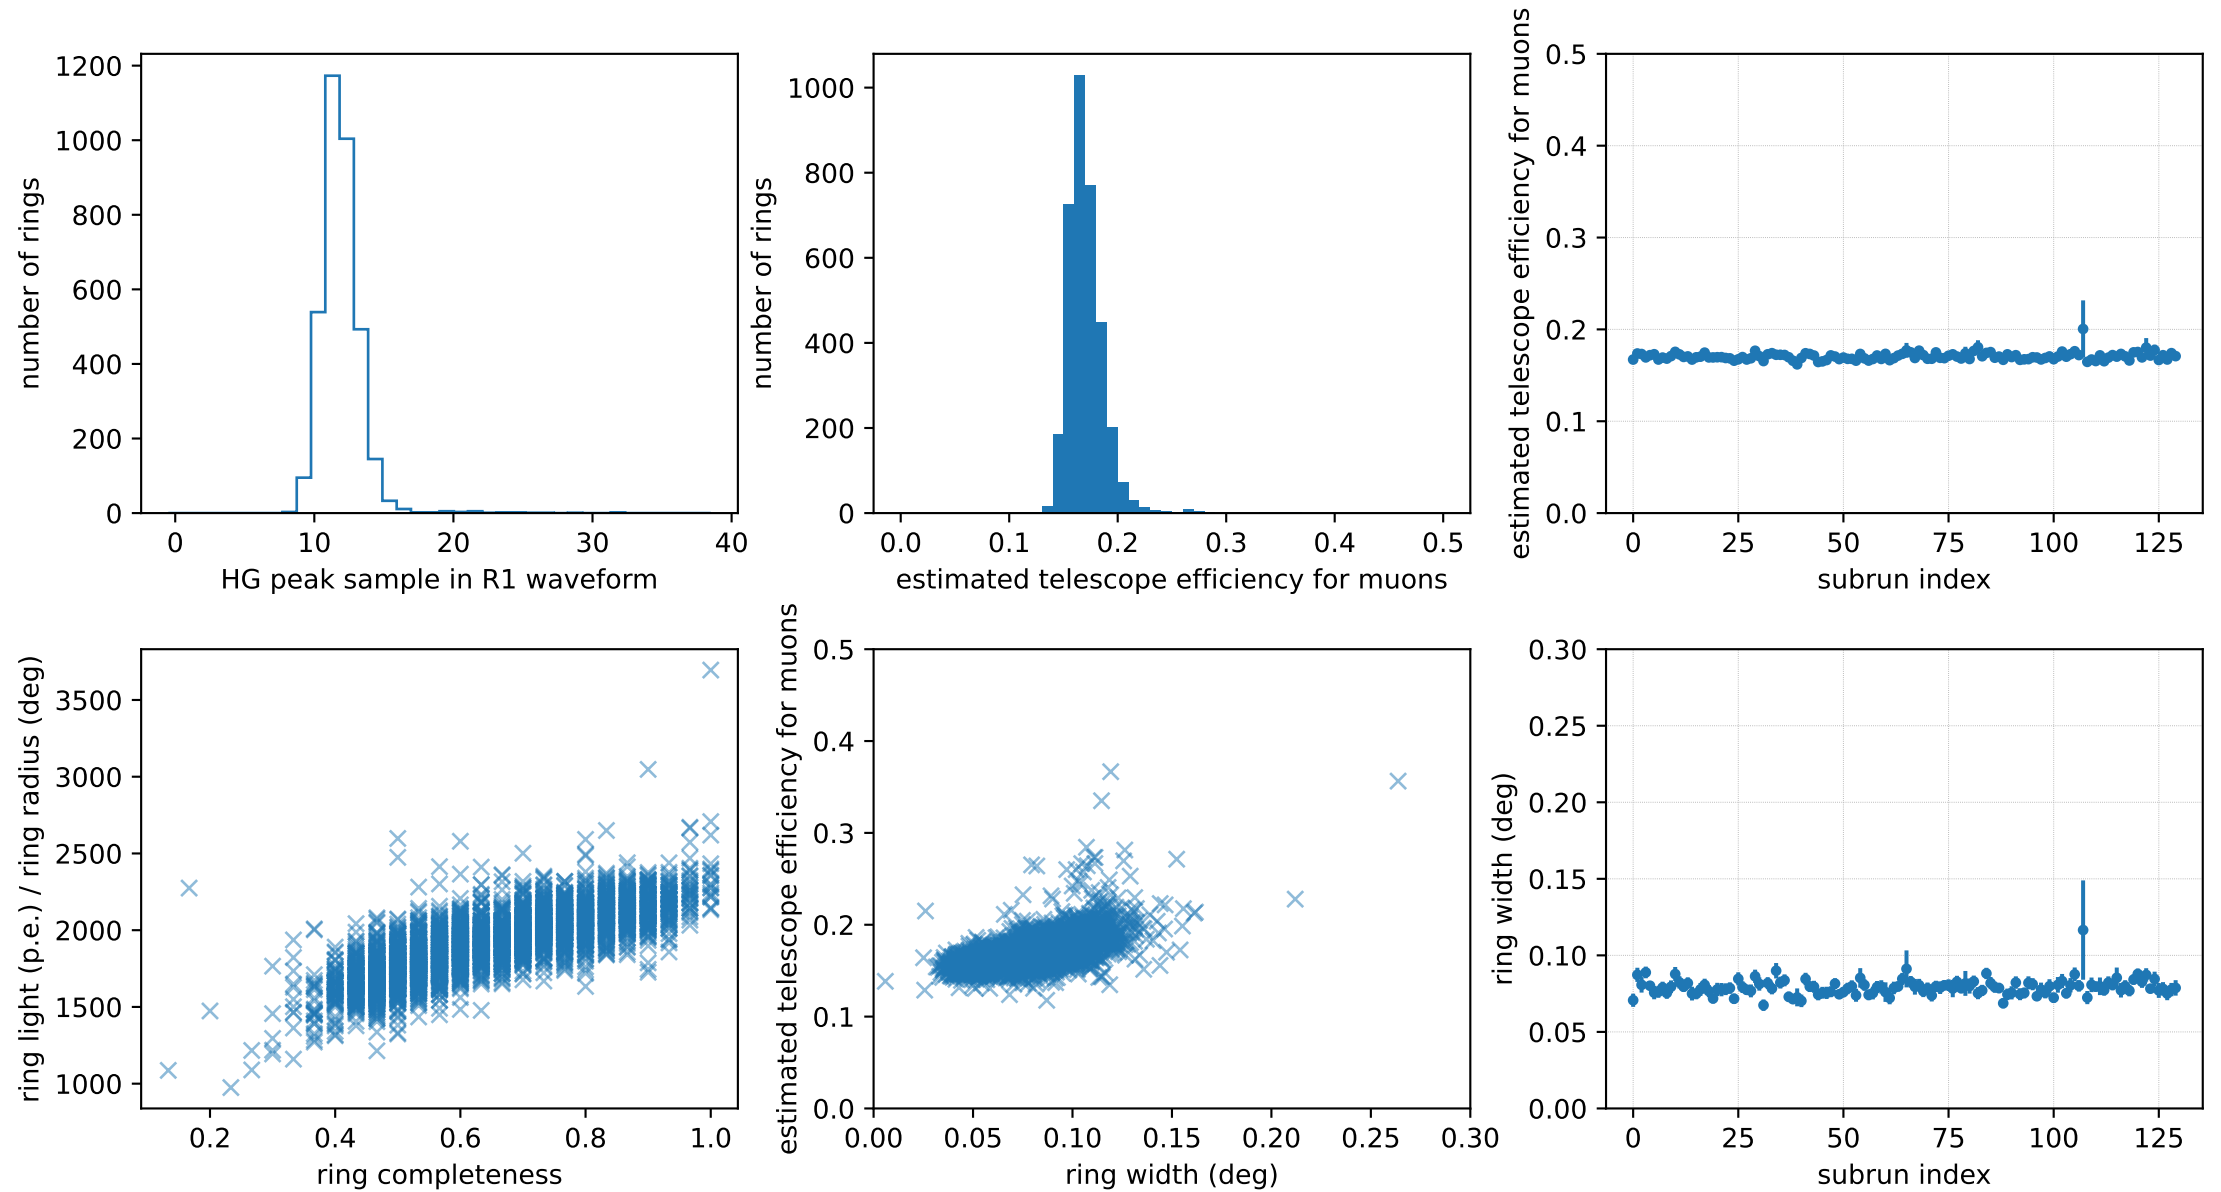 number of rings
1200
1000
800
600
400
200
0
0 10 20 30 40
HG peak sample in R1 waveform
number of rings
1000
800
600
400
200
0
0.0 0.1 0.2 0.3 0.4 0.5
estimated telescope efficiency for muons
estimated telescope efficiency for muons
0.5
0.4
0.3
0.2
0.1
0.0
0 25 50 75 100 125
subrun index
ring light (p.e.) / ring radius (deg)
3500
3000
2500
2000
1500
1000
0.2 0.4 0.6 0.8 1.0
ring completeness
estimated telescope efficiency for muons
0.5
0.4
0.3
0.2
0.1
0.0
0.00 0.05 0.10 0.15 0.20 0.25 0.30
ring width (deg)
ring width (deg)
0.30
0.25
0.20
0.15
0.10
0.05
0.00
0 25 50 75 100 125
subrun index